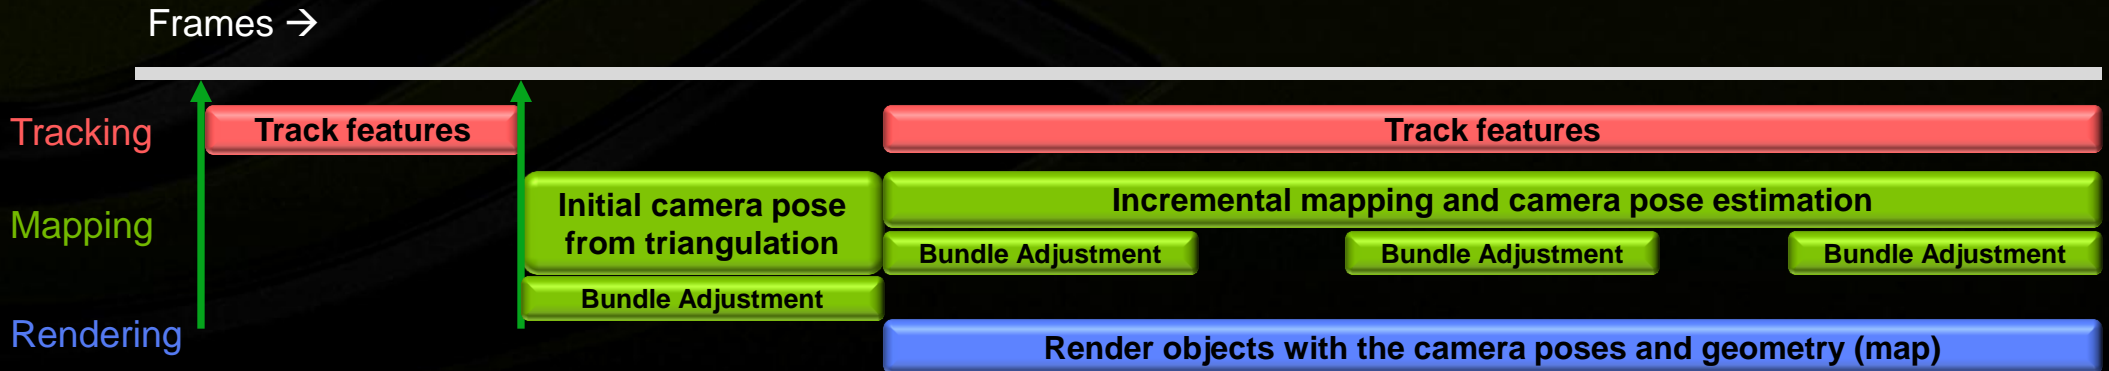 Frames →
Tracking
Track features
Track features
Mapping
Initial camera pose
from triangulation
Incremental mapping and camera pose estimation
Bundle Adjustment
Bundle Adjustment
Bundle Adjustment
Bundle Adjustment
Rendering
Render objects with the camera poses and geometry (map)